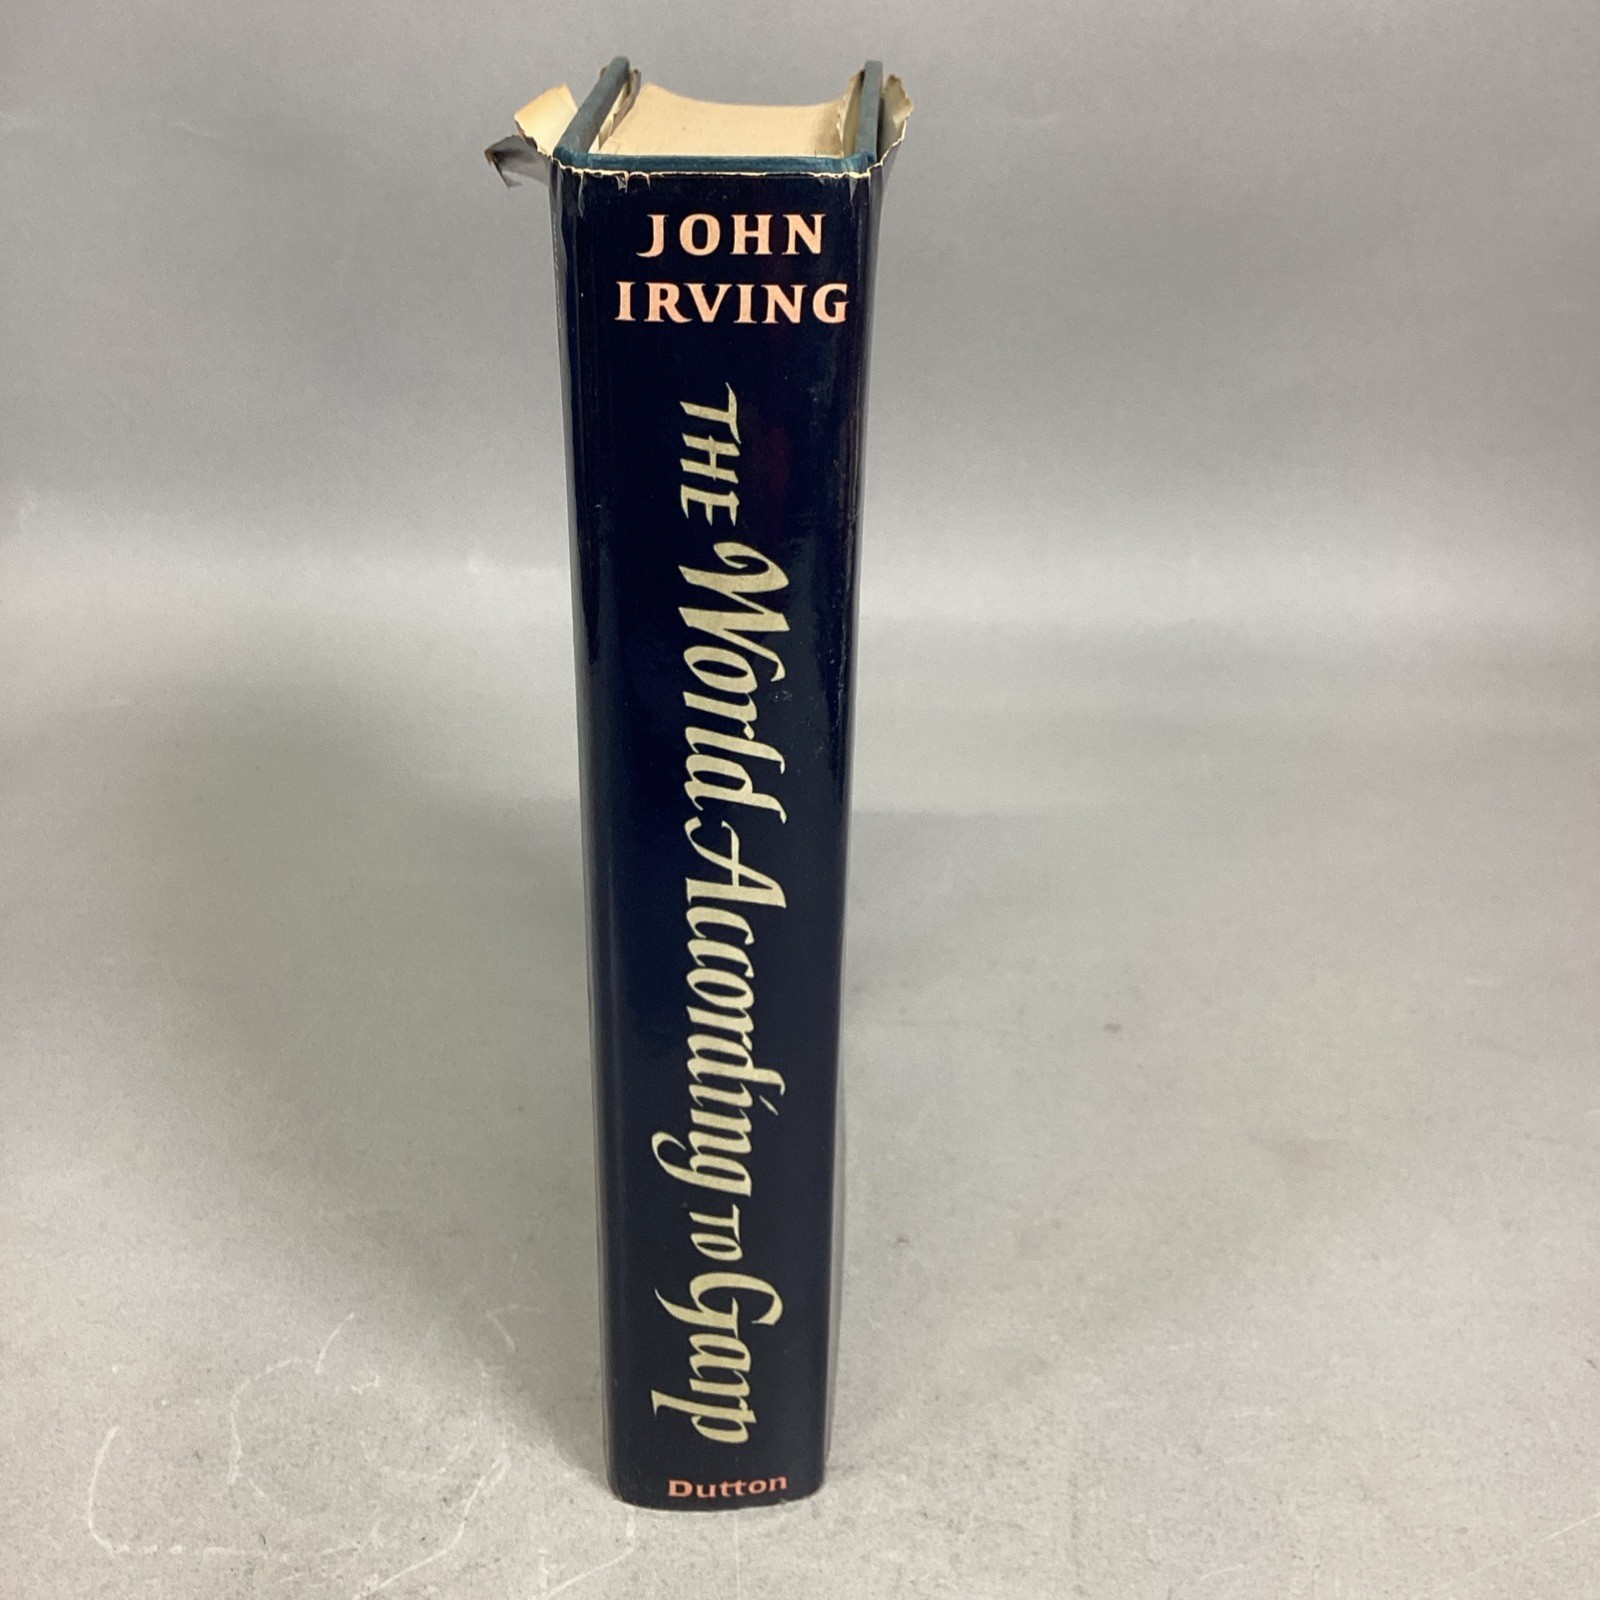 JOHN
IRVING
THE World According TO Garp
Dutton